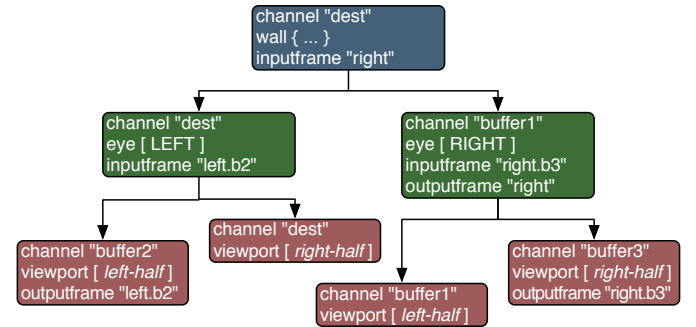 channel "dest"
wall { ... }
inputframe "right"
channel "dest"
eye [ LEFT ]
inputframe "left.b2"
channel "buffer1"
eye [ RIGHT ]
inputframe "right.b3"
outputframe "right"
channel "buffer2"
viewport [ left-half ]
outputframe "left.b2"
channel "dest"
viewport [ right-half ]
channel "buffer1"
viewport [ left-half ]
channel "buffer3"
viewport [ right-half ]
outputframe "right.b3"